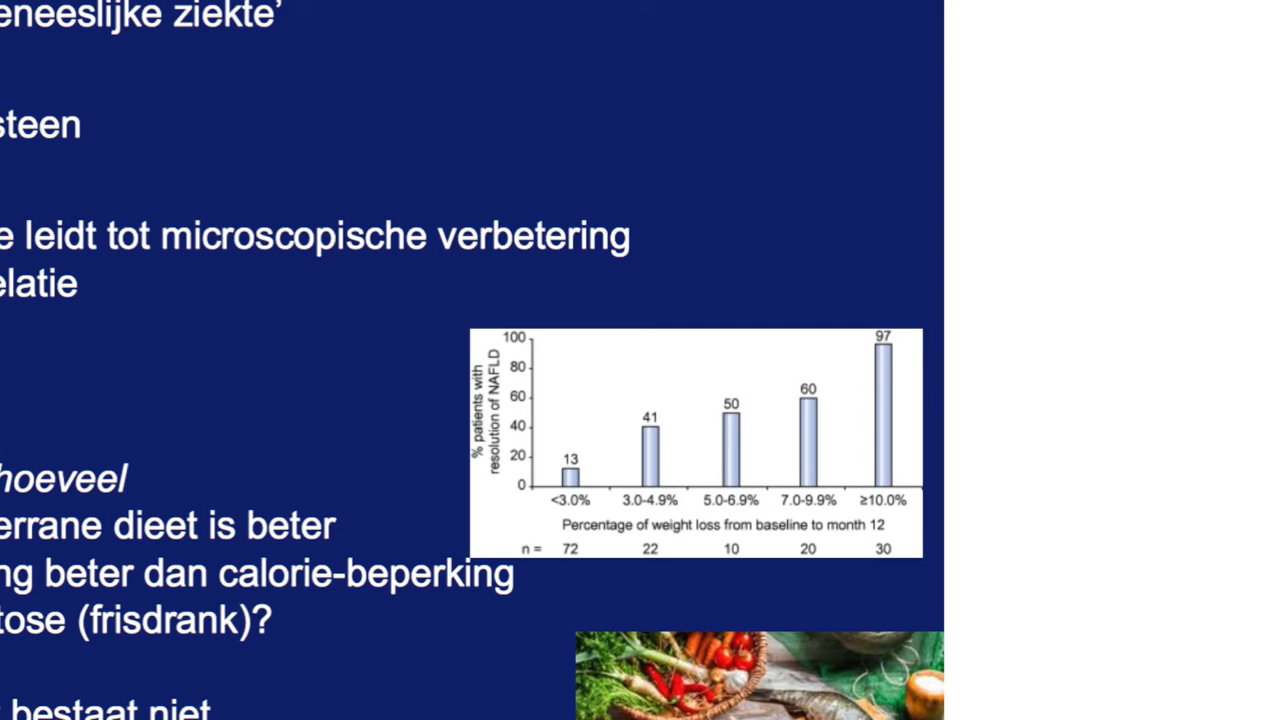 eneeslijke ziekte’
steen
e leidt tot microscopische verbetering
elatie
100
80
60
40
20
0
% patients with
resolution of NAFLD
13
41
50
60
97
<3.0%
3.0-4.9%
5.0-6.9%
7.0-9.9%
≥10.0%
Percentage of weight loss from baseline to month 12
n = 72 22 10 20 30
hoeveel
errane dieet is beter
ng beter dan calorie-beperking
tose (frisdrank)?
bestaat niet